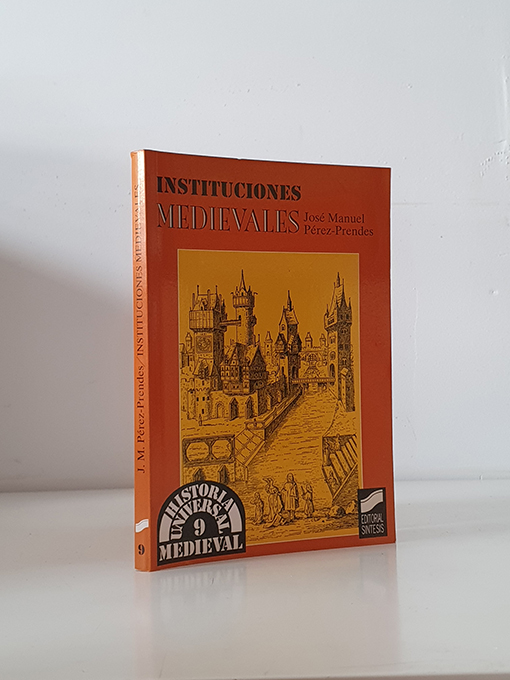 INSTITUCIONES
MEDIEVALES
José Manuel
Pérez-Prendes
HISTORIA
UNIVERSAL
9
MEDIEVAL
EDITORIAL
SINTESIS
J. M. Pérez-Prendes / INSTITUCIONES MEDIEVALES
9